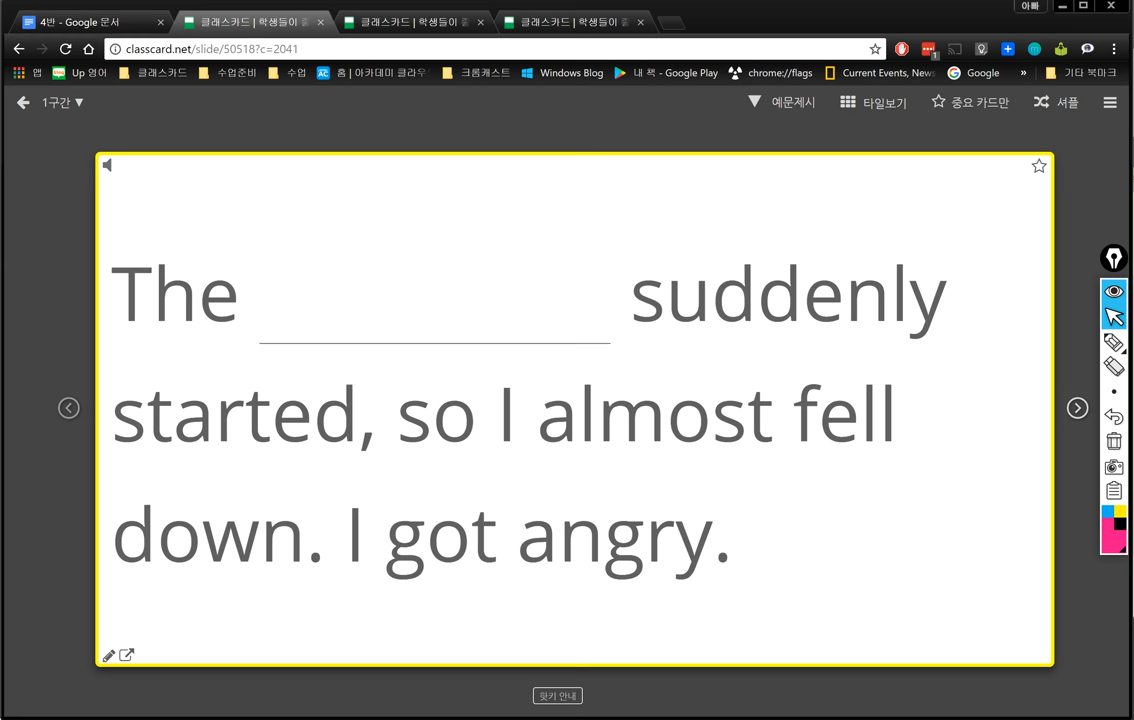 아빠
4반 - Google 문서
클래스카드 | 학생들이 좋
클래스카드 | 학생들이 좋
클래스카드 | 학생들이 좋
classcard.net/slide/50518?c=2041
앱 Up 영어 클래스카드 수업준비 수업 홈 | 아카데미 클라우 크롬캐스트 Windows Blog 내 책 - Google Play chrome://flags Current Events, News Google » 기타 북마크
1구간 ▼ ▼ 예문제시 타일보기 중요 카드만 셔플
The __________ suddenly
started, so I almost fell
down. I got angry.
핫키 안내